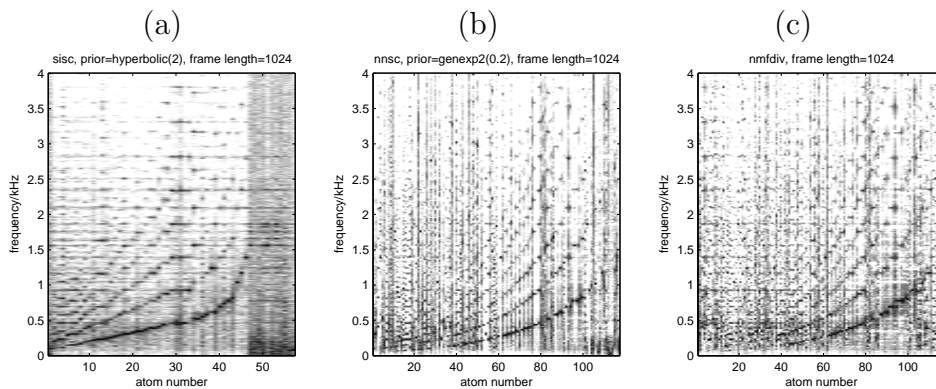 (a)
sisc, prior=hyperbolic(2), frame length=1024
4
3.5
3
2.5
2
1.5
1
0.5
0
frequency/kHz
10 20 30 40 50
atom number
(b)
nnsc, prior=genexp2(0.2), frame length=1024
4
3.5
3
2.5
2
1.5
1
0.5
0
frequency/kHz
20 40 60 80 100
atom number
(c)
nmfdiv, frame length=1024
4
3.5
3
2.5
2
1.5
1
0.5
0
frequency/kHz
20 40 60 80 100
atom number